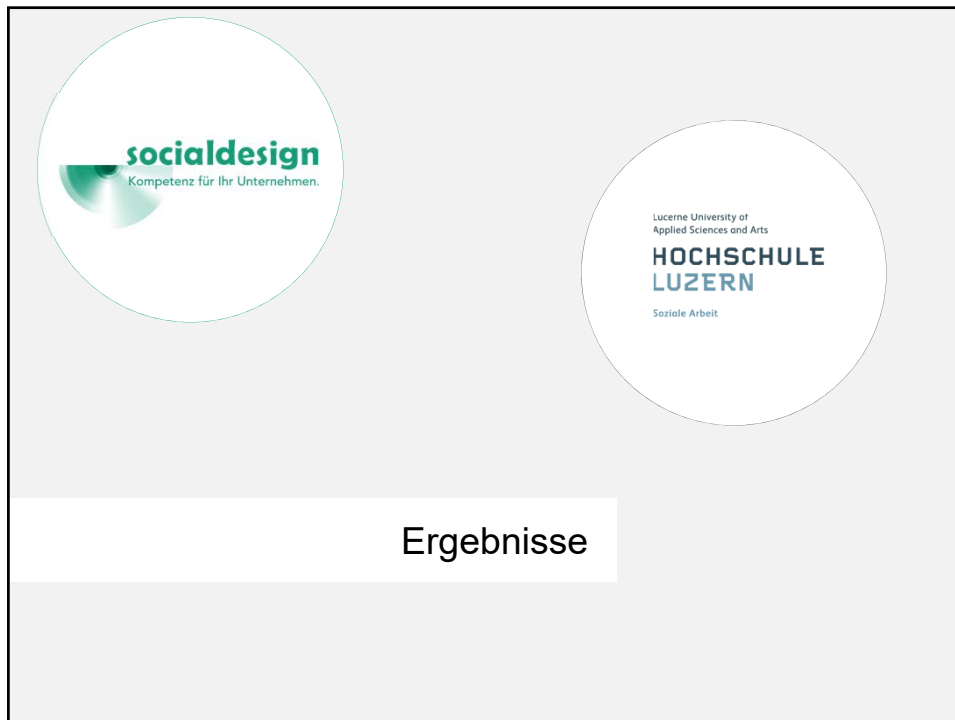 socialdesign
Kompetenz für Ihr Unternehmen.
Lucerne University of
Applied Sciences and Arts
HOCHSCHULE
LUZERN
Soziale Arbeit
Ergebnisse